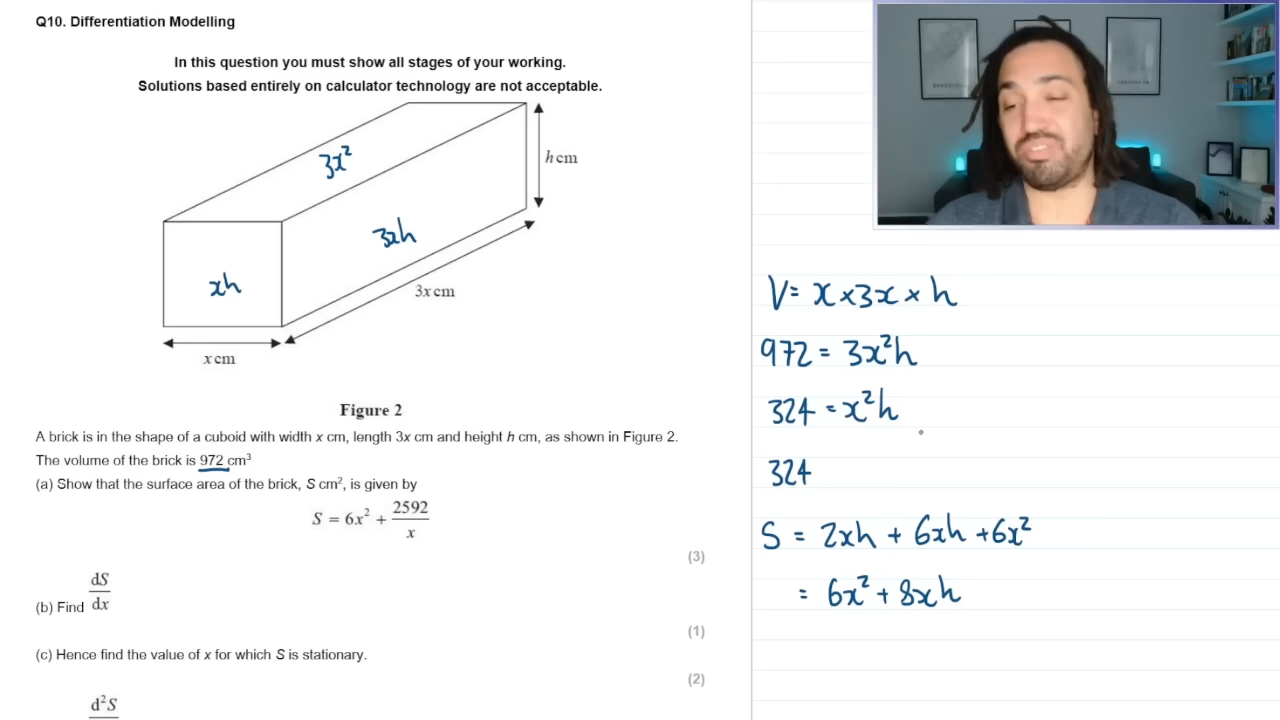 Q10. Differentiation Modelling
In this question you must show all stages of your working.
Solutions based entirely on calculator technology are not acceptable.
3x²
h cm
3xh
xh
3x cm
x cm
Figure 2
A brick is in the shape of a cuboid with width x cm, length 3x cm and height h cm, as shown in Figure 2.
The volume of the brick is 972 cm³
(a) Show that the surface area of the brick, S cm², is given by
S = 6x² + 2592/x
(3)
(b) Find dS/dx
(1)
(c) Hence find the value of x for which S is stationary.
(2)
d²S
V = x × 3x × h
972 = 3x²h
324 = x²h
324
S = 2xh + 6xh + 6x²
= 6x² + 8xh